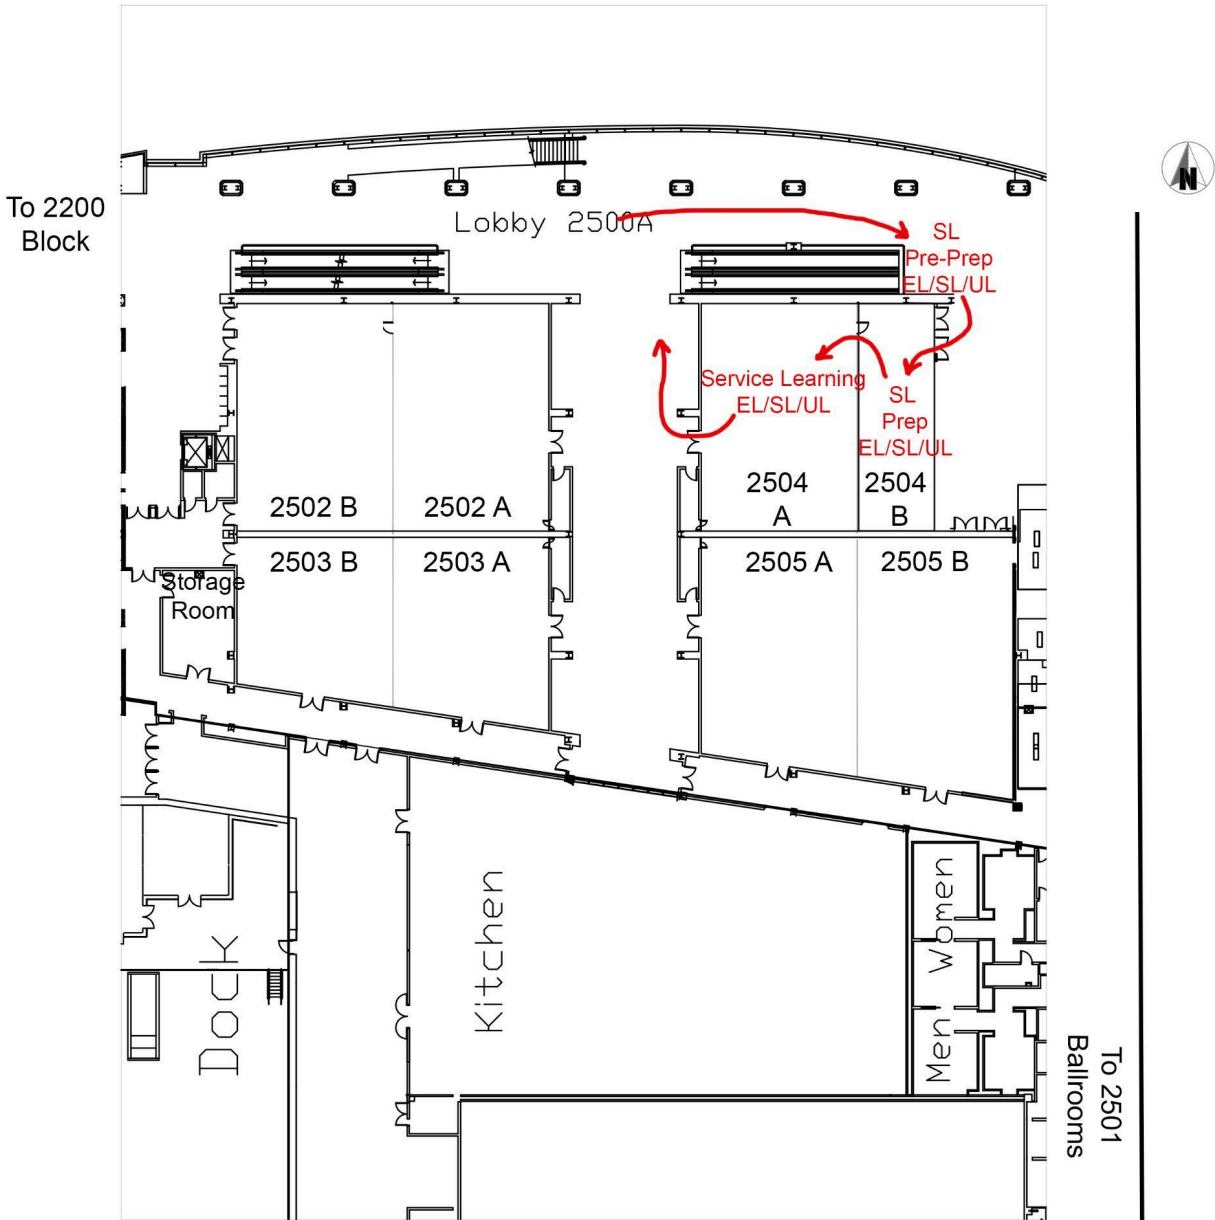 To 2200
Block
N
Lobby 2500A
SL
Pre-Prep
EL/SL/UL
Service Learning
EL/SL/UL
SL
Prep
EL/SL/UL
2502 B
2502 A
2504
A
2504
B
2503 B
2503 A
2505 A
2505 B
Storage
Room
Dock
Kitchen
Women
Men
To 2501
Ballrooms